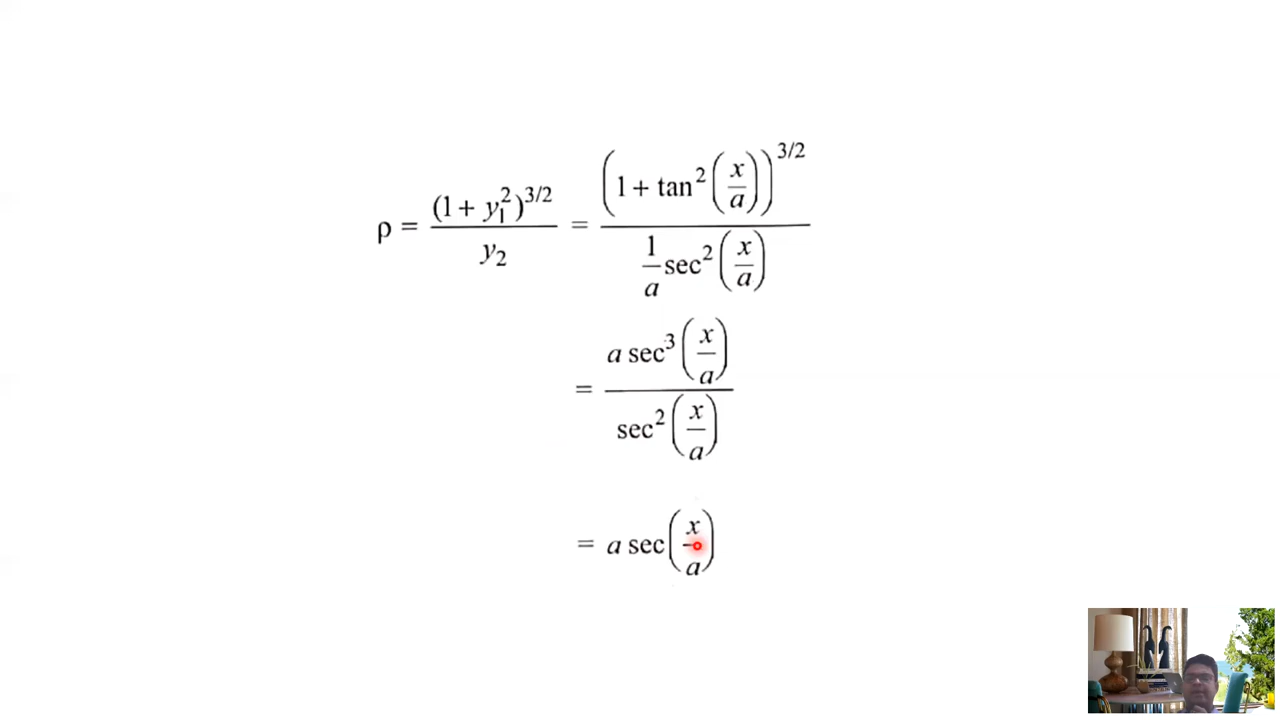 ρ = (1 + y₁²)^3/2 / y₂ = (1 + tan²(x/a))^3/2 / (1/a sec²(x/a))
= a sec³(x/a) / sec²(x/a)
= a sec(x/a)